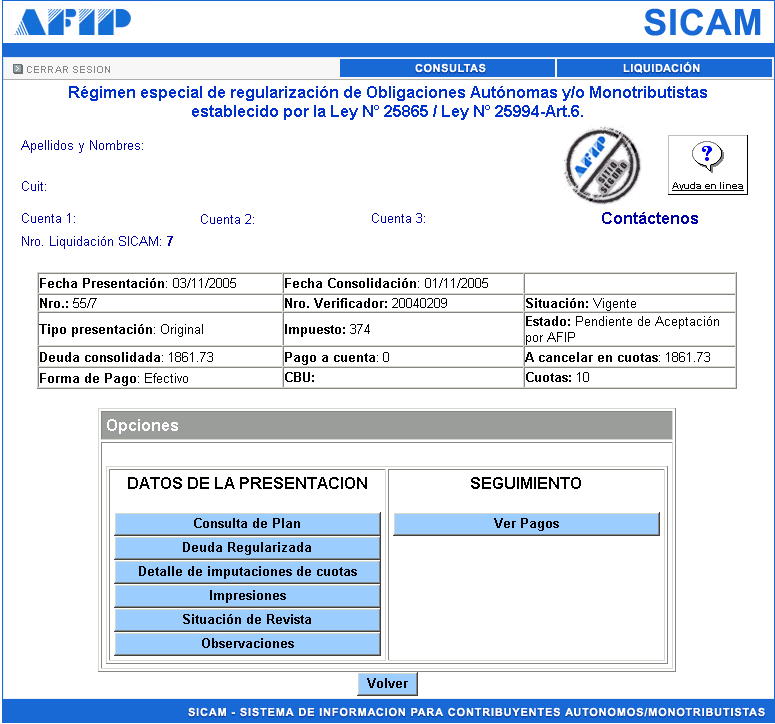 AFIP
SICAM
CERRAR SESION
CONSULTAS
LIQUIDACIÓN
Régimen especial de regularización de Obligaciones Autónomas y/o Monotributistas
establecido por la Ley N° 25865 / Ley N° 25994-Art.6.
Apellidos y Nombres:
AFIP
SITIO
SEGURO
?
Ayuda en linea
Cuit:
Cuenta 1:
Cuenta 2:
Cuenta 3:
Contáctenos
Nro. Liquidación SICAM: 7
Fecha Presentación: 03/11/2005
Fecha Consolidación: 01/11/2005
Nro.: 55/7
Nro. Verificador: 20040209
Situación: Vigente
Tipo presentación: Original
Impuesto: 374
Estado: Pendiente de Aceptación
por AFIP
Deuda consolidada: 1861.73
Pago a cuenta: 0
A cancelar en cuotas: 1861.73
Forma de Pago: Efectivo
CBU:
Cuotas: 10
Opciones
DATOS DE LA PRESENTACION
Consulta de Plan
Deuda Regularizada
Detalle de imputaciones de cuotas
Impresiones
Situación de Revista
Observaciones
SEGUIMIENTO
Ver Pagos
Volver
SICAM - SISTEMA DE INFORMACION PARA CONTRIBUYENTES AUTONOMOS/MONOTRIBUTISTAS